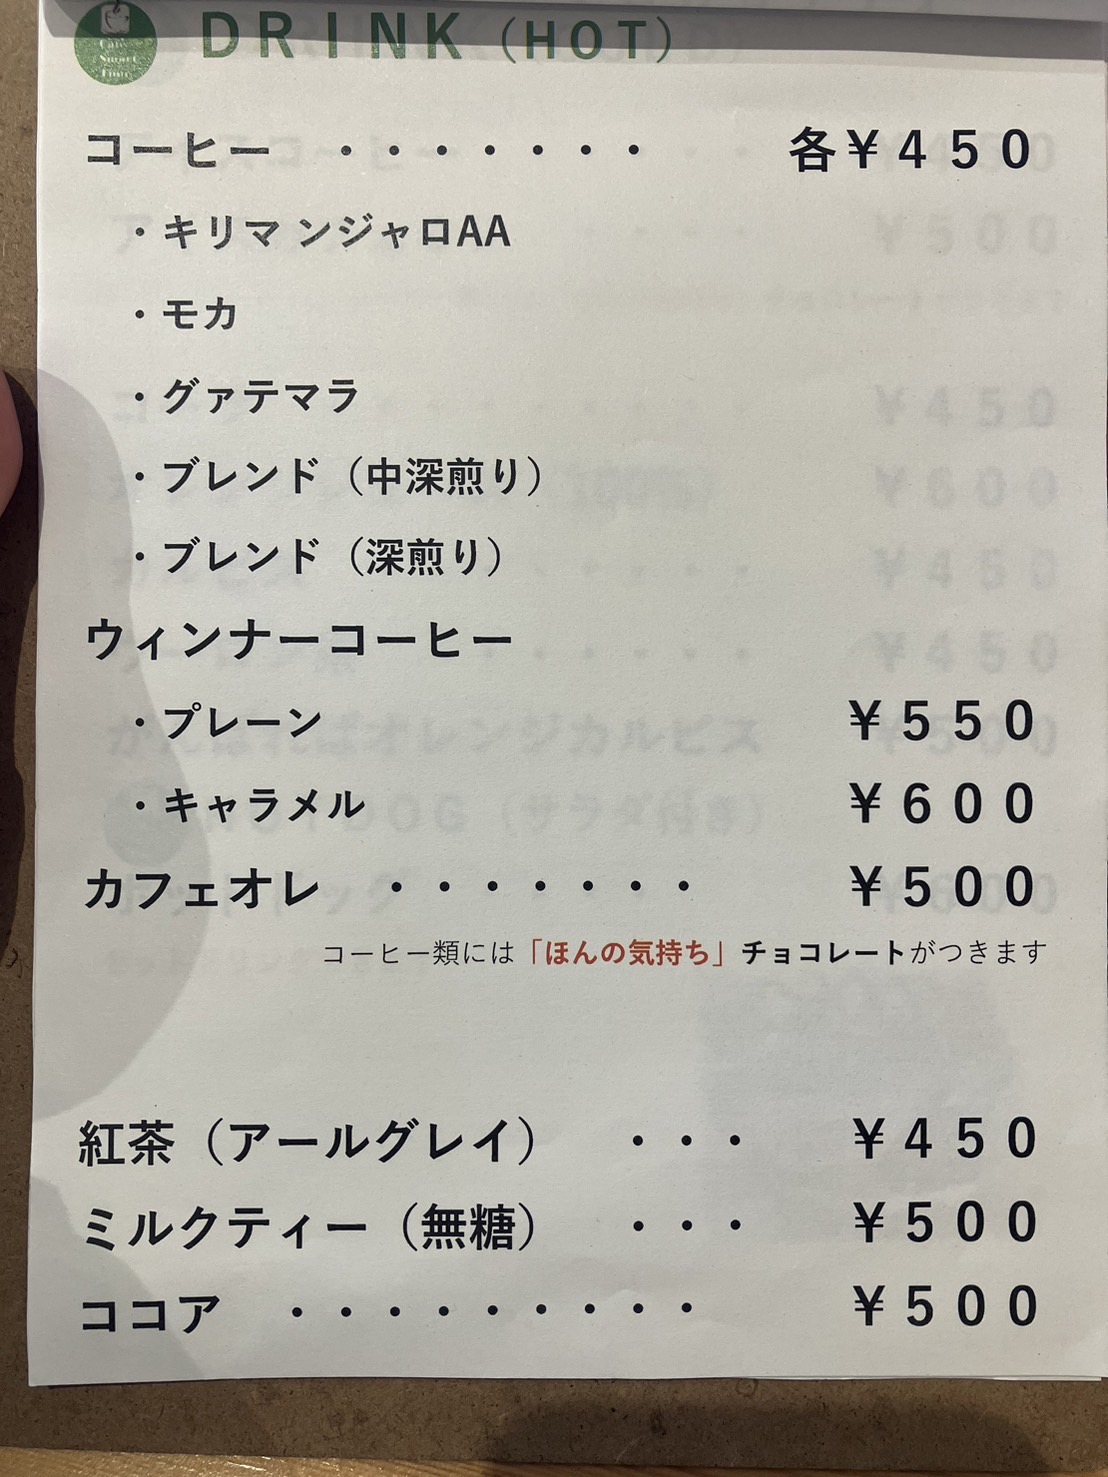 DRINK（HOT）
コーヒー ・・・・・・・ 各￥450
・キリマンジャロAA
・モカ
・グァテマラ
・ブレンド（中深煎り）
・ブレンド（深煎り）
ウィンナーコーヒー
・プレーン ￥550
・キャラメル ￥600
カフェオレ ・・・・・・・ ￥500
コーヒー類には「ほんの気持ち」チョコレートがつきます
紅茶（アールグレイ） ・・・ ￥450
ミルクティー（無糖） ・・・ ￥500
ココア ・・・・・・・・・ ￥500